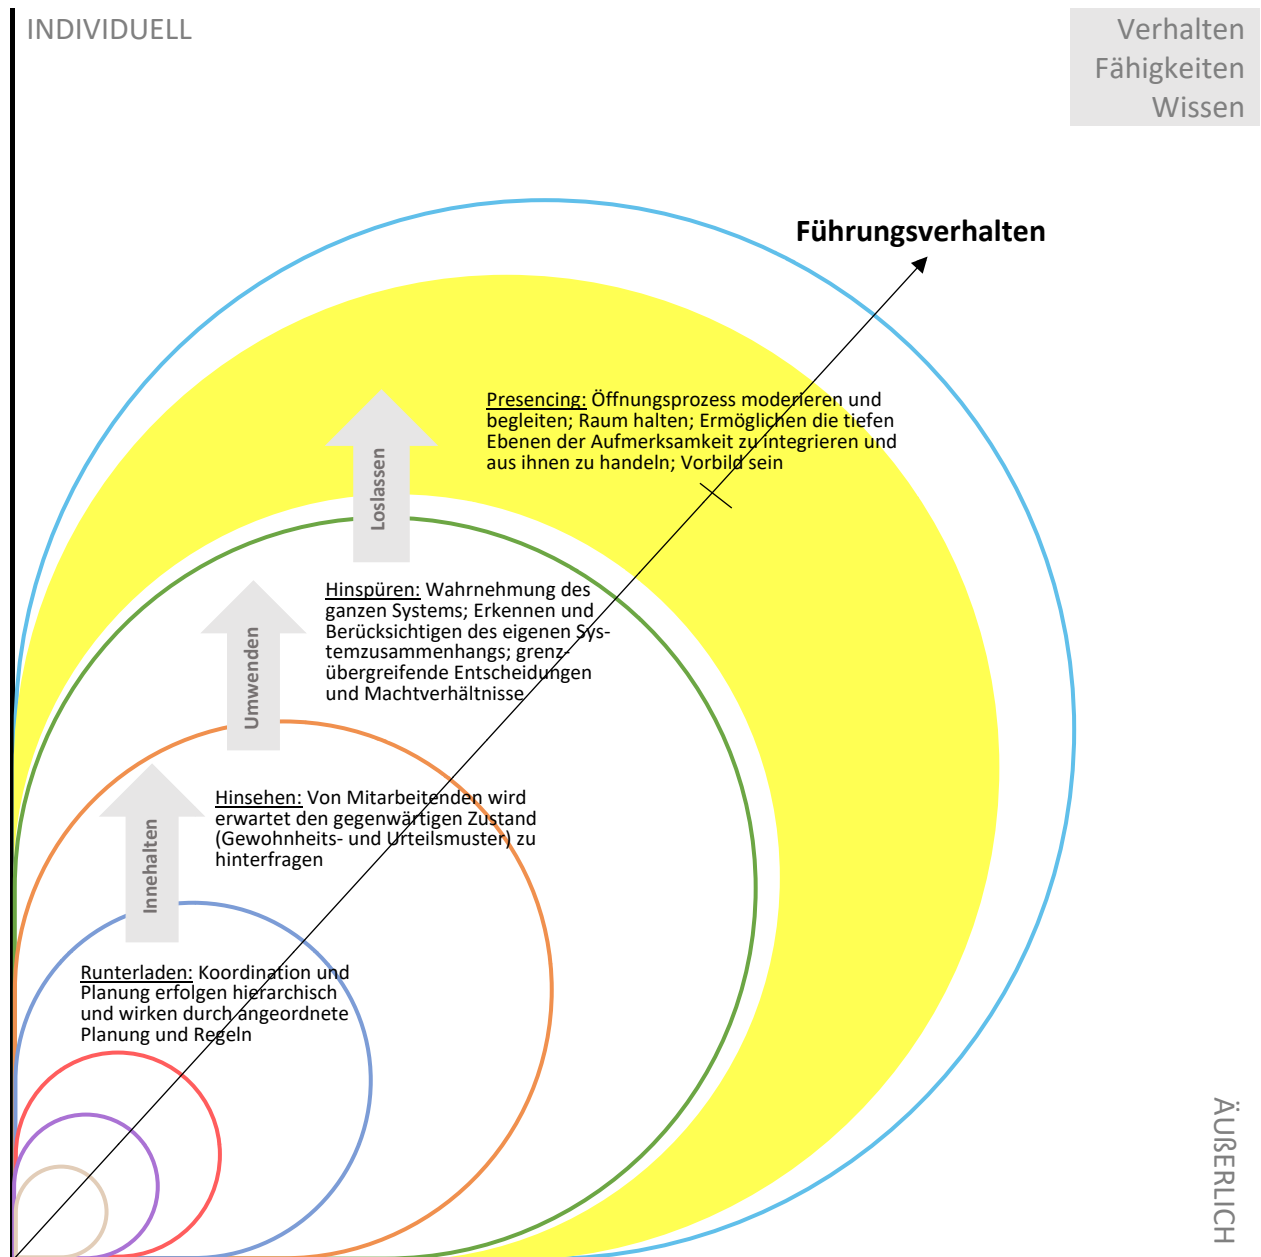 INDIVIDUELL
Verhalten
Fähigkeiten
Wissen
Führungsverhalten
Presencing: Öffnungsprozess moderieren und
begleiten; Raum halten; Ermöglichen die tiefen
Ebenen der Aufmerksamkeit zu integrieren und
aus ihnen zu handeln; Vorbild sein
Loslassen
Hinspüren: Wahrnehmung des
ganzen Systems; Erkennen und
Berücksichtigen des eigenen Sys-
temzusammenhangs; grenz-
übergreifende Entscheidungen
und Machtverhältnisse
Umwenden
Hinsehen: Von Mitarbeitenden wird
erwartet den gegenwärtigen Zustand
(Gewohnheits- und Urteilsmuster) zu
hinterfragen
Innehalten
Runterladen: Koordination und
Planung erfolgen hierarchisch
und wirken durch angeordnete
Planung und Regeln
ÄUßERLICH